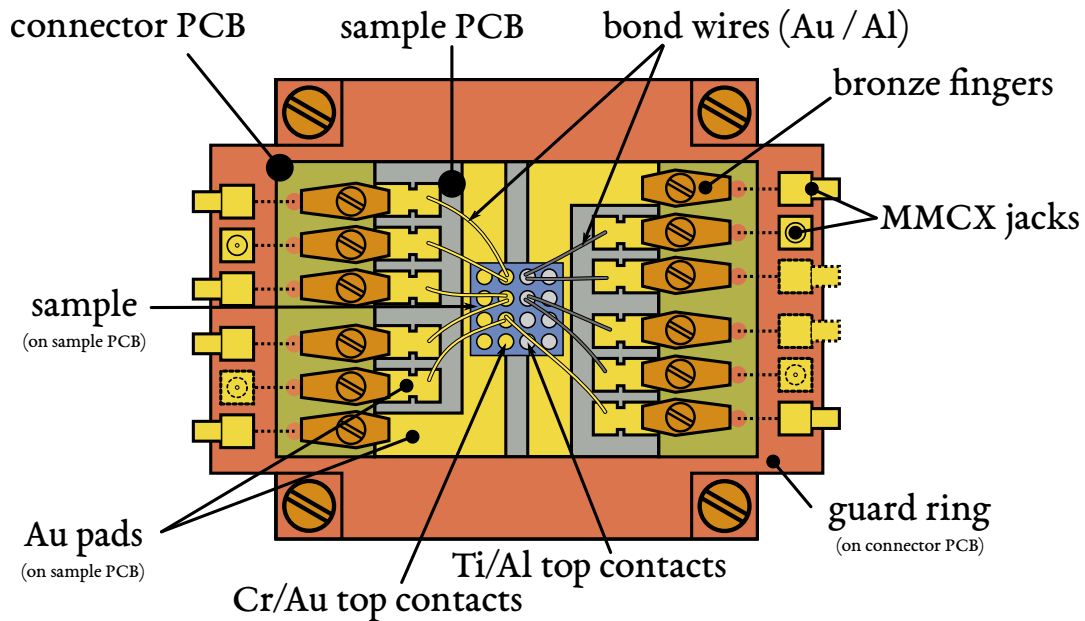 connector PCB
sample PCB
bond wires (Au / Al)
bronze fingers
MMCX jacks
sample
(on sample PCB)
guard ring
(on connector PCB)
Au pads
(on sample PCB)
Ti/Al top contacts
Cr/Au top contacts